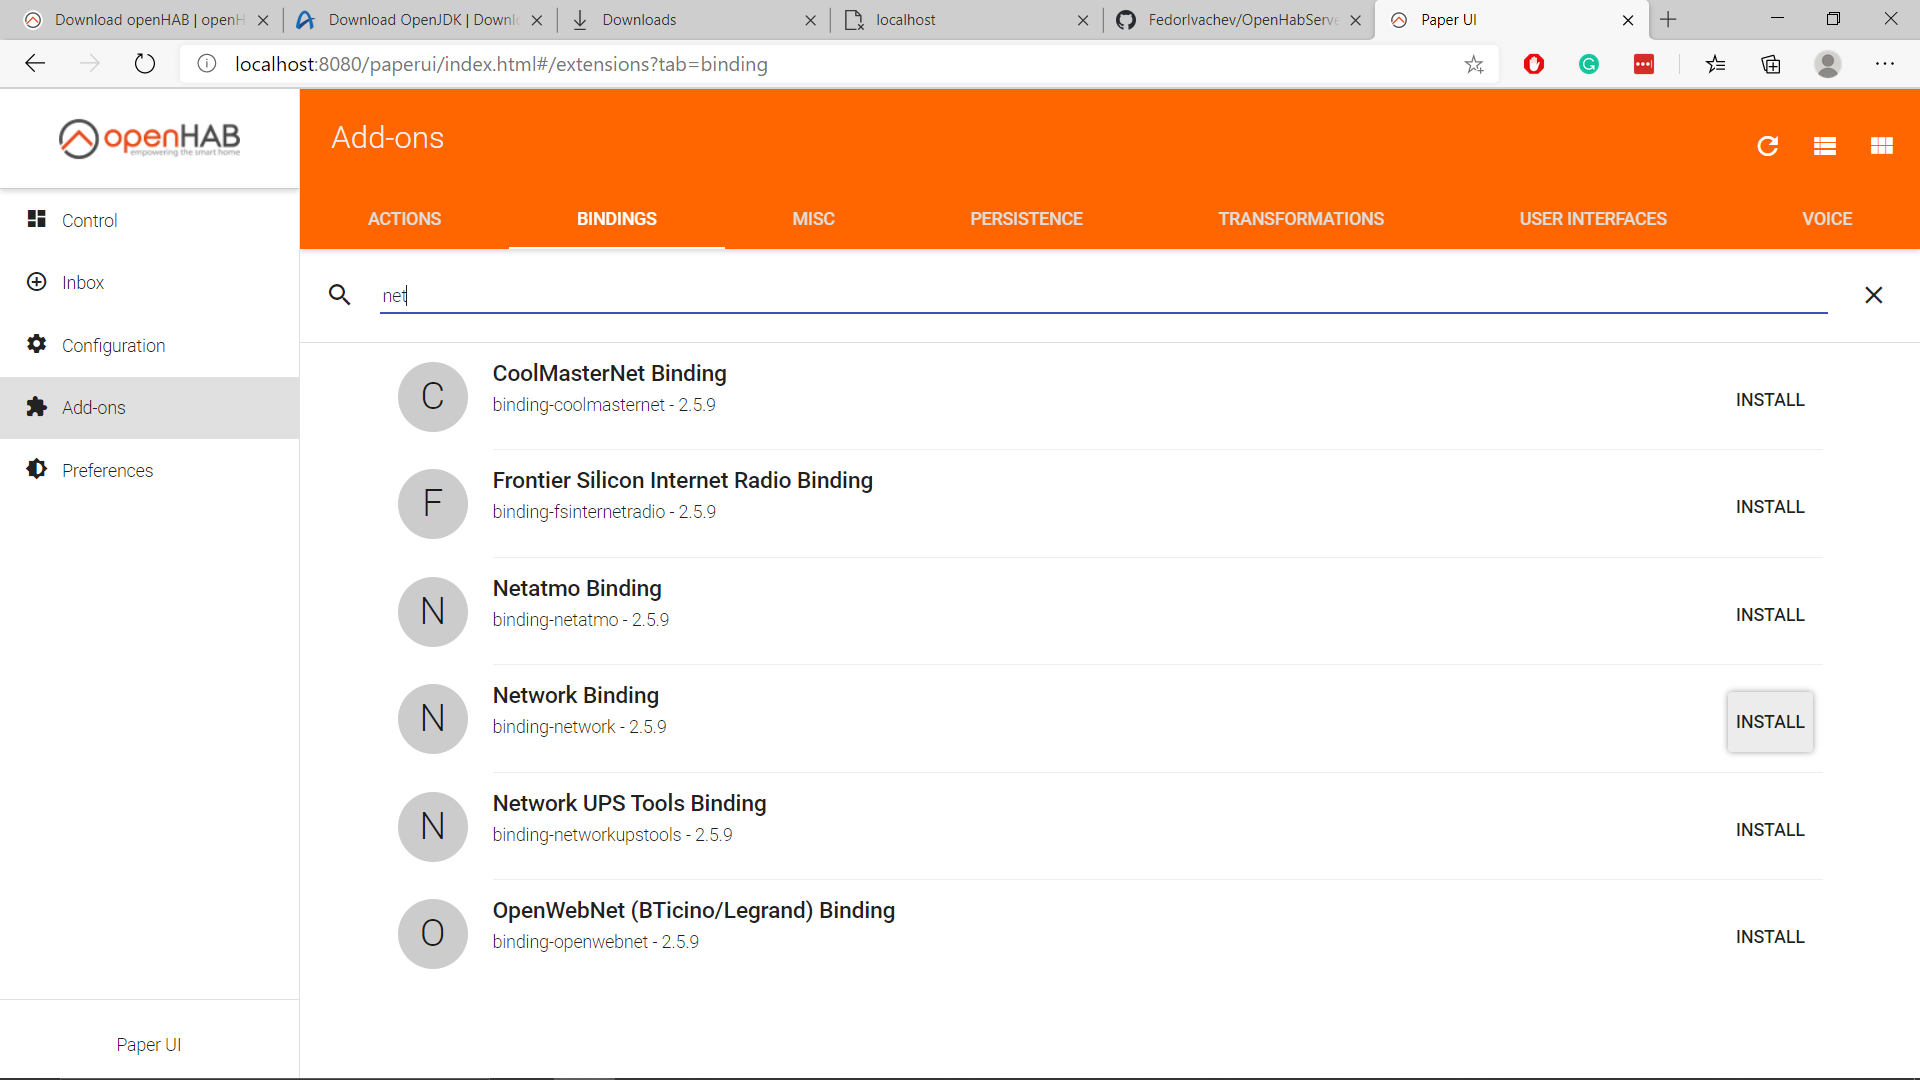 Download openHAB | openH
Download OpenJDK | Downl
Downloads
localhost
FedorIvachev/OpenHabServe
Paper UI
localhost:8080/paperui/index.html#/extensions?tab=binding
openHAB
empowering the smart home
Add-ons
ACTIONS
BINDINGS
MISC
PERSISTENCE
TRANSFORMATIONS
USER INTERFACES
VOICE
Control
Inbox
Configuration
Add-ons
Preferences
Paper UI
net
C
CoolMasterNet Binding
binding-coolmasternet - 2.5.9
INSTALL
F
Frontier Silicon Internet Radio Binding
binding-fsinternetradio - 2.5.9
INSTALL
N
Netatmo Binding
binding-netatmo - 2.5.9
INSTALL
N
Network Binding
binding-network - 2.5.9
INSTALL
N
Network UPS Tools Binding
binding-networkupstools - 2.5.9
INSTALL
O
OpenWebNet (BTicino/Legrand) Binding
binding-openwebnet - 2.5.9
INSTALL